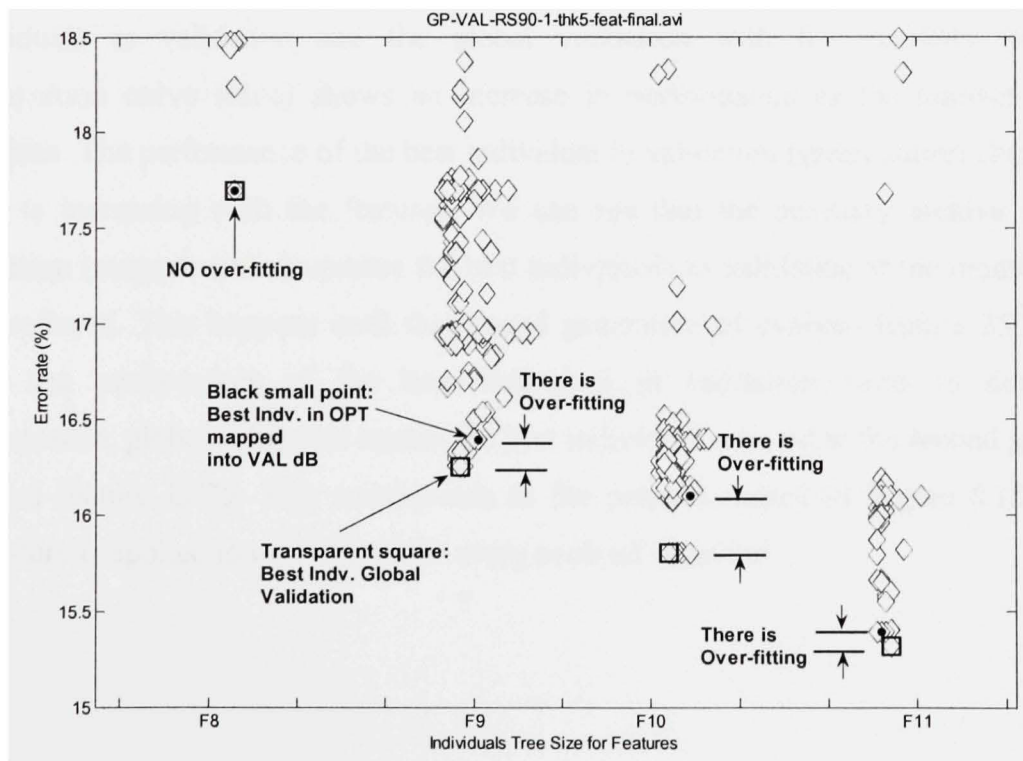 GP-VAL-RS90-1-thk5-feat-final.avi
18.5
18
17.5
17
16.5
16
15.5
15
Error rate (%)
NO over-fitting
Black small point:
Best Indv. in OPT
mapped
into VAL dB
There is
Over-fitting
There is
Over-fitting
Transparent square:
Best Indv. Global
Validation
There is
Over-fitting
F8
F9
F10
F11
Individuals Tree Size for Features